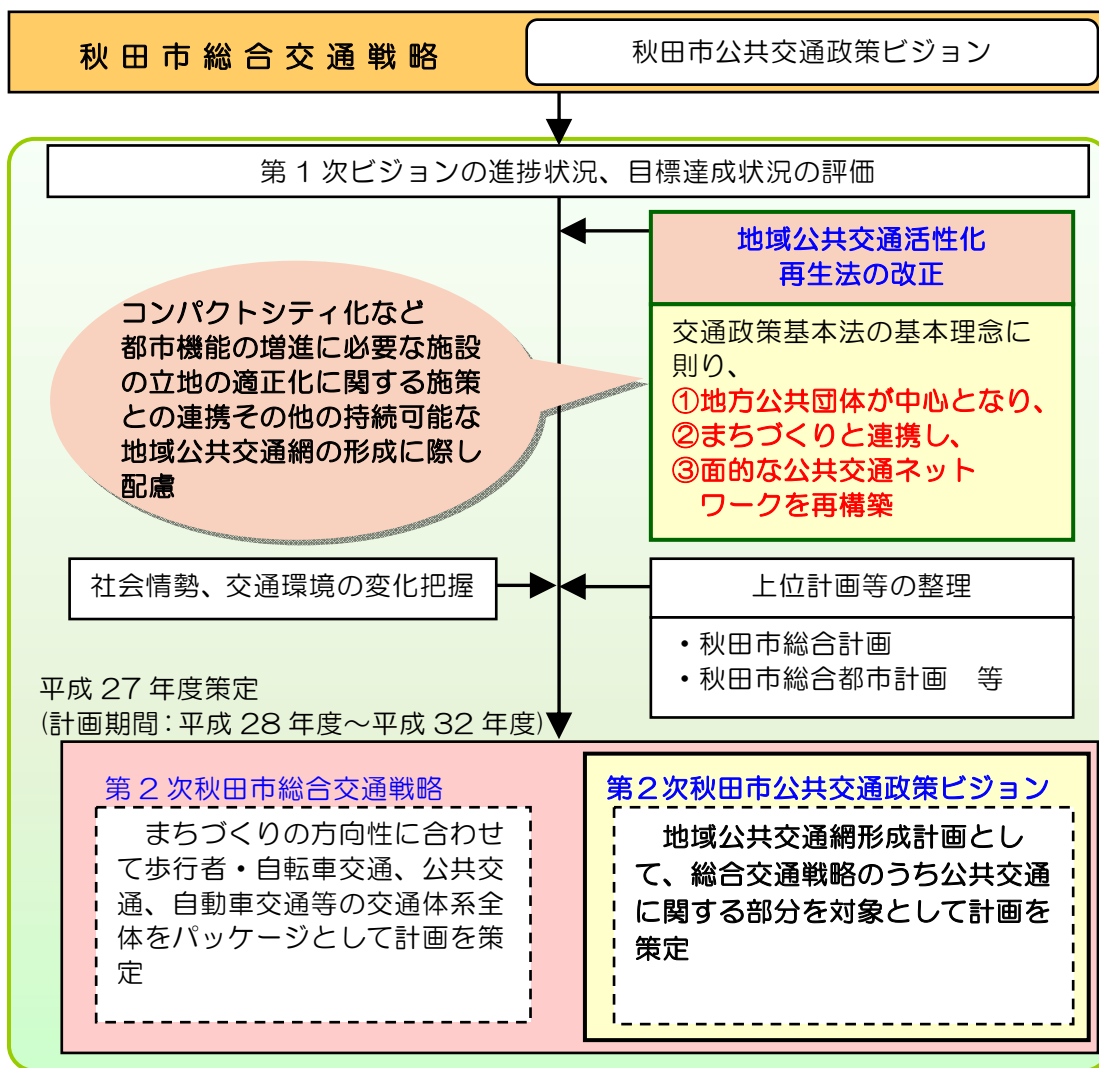 秋田市総合交通戦略
秋田市公共交通政策ビジョン
第1次ビジョンの進捗状況、目標達成状況の評価
地域公共交通活性化
再生法の改正
交通政策基本法の基本理念に
則り、
①地方公共団体が中心となり、
②まちづくりと連携し、
③面的な公共交通ネット
ワークを再構築
コンパクトシティ化など
都市機能の増進に必要な施設
の立地の適正化に関する施策
との連携その他の持続可能な
地域公共交通網の形成に際し
配慮
社会情勢、交通環境の変化把握
上位計画等の整理
・秋田市総合計画
・秋田市総合都市計画　等
平成27年度策定
(計画期間：平成28年度～平成32年度)
第2次秋田市総合交通戦略
まちづくりの方向性に合わせ
て歩行者・自転車交通、公共交
通、自動車交通等の交通体系全
体をパッケージとして計画を策
定
第2次秋田市公共交通政策ビジョン
地域公共交通網形成計画とし
て、総合交通戦略のうち公共交通
に関する部分を対象として計画を
策定